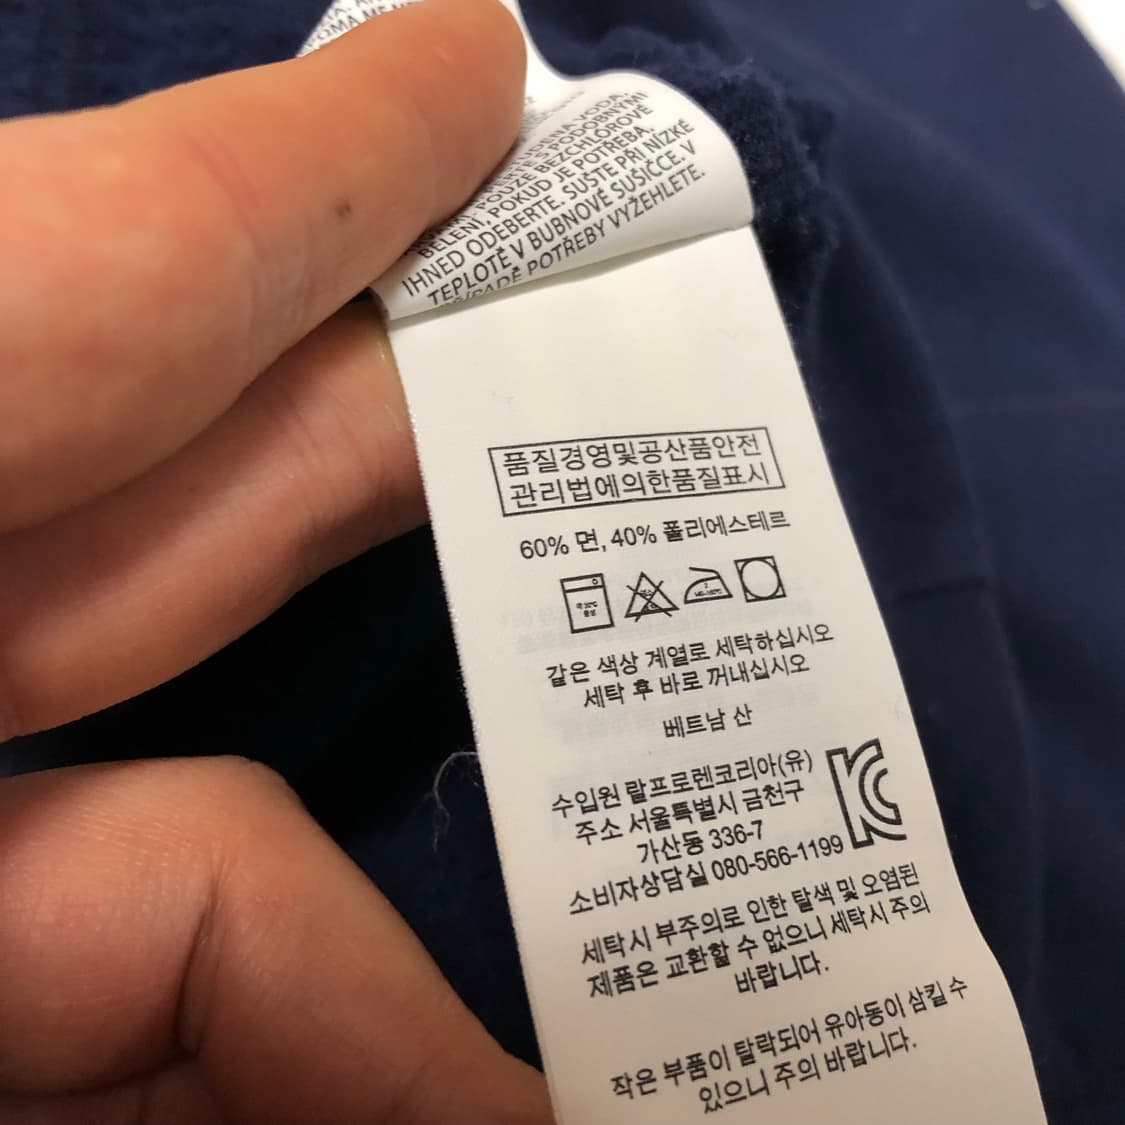 BĚLENÍ, POKUD JE POTŘEBA,
IHNED ODEBERTE, SUŠTE PŘI NÍZKÉ
TEPLOTĚ V BUBNOVÉ SUŠIČCE. V
POTŘEBY VYŽEHLETE.
품질경영및공산품안전
관리법에의한품질표시
60% 면, 40% 폴리에스테르
같은 색상 계열로 세탁하십시오
세탁 후 바로 꺼내십시오
베트남 산
수입원 랄프로렌코리아(유)
주소 서울특별시 금천구
가산동 336-7
소비자상담실 080-566-1199
세탁시 부주의로 인한 탈색 및 오염된
제품은 교환할 수 없으니 세탁시 주의
바랍니다.
작은 부품이 탈락되어 유아동이 삼킬 수
있으니 주의 바랍니다.